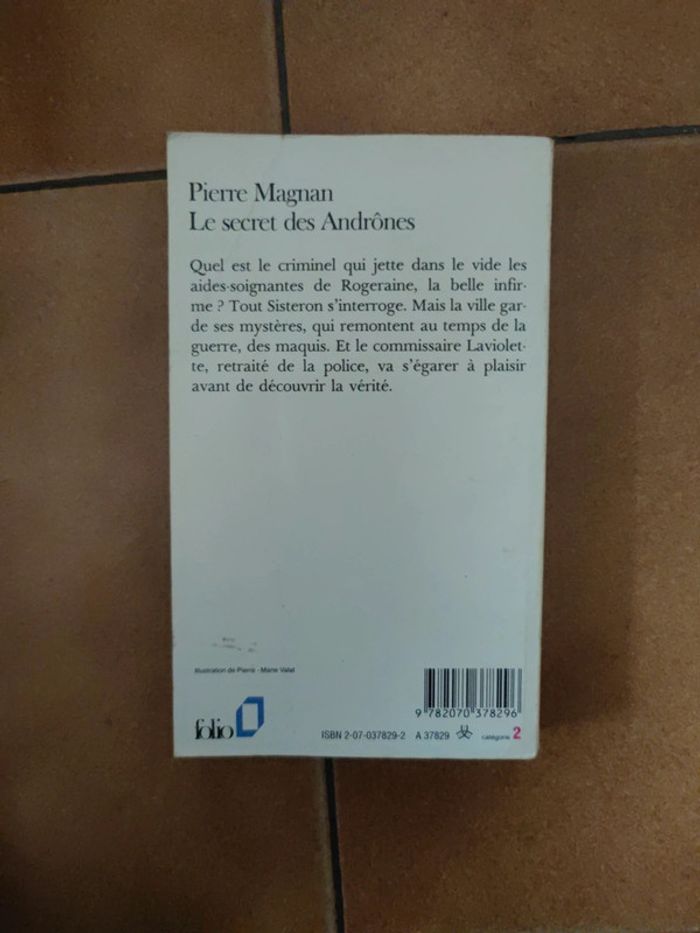 Pierre Magnan
Le secret des Andrônes
Quel est le criminel qui jette dans le vide les
aides-soignantes de Rogeraine, la belle infir-
me ? Tout Sisteron s'interroge. Mais la ville gar-
de ses mystères, qui remontent au temps de la
guerre, des maquis. Et le commissaire Laviolet-
te, retraité de la police, va s'égarer à plaisir
avant de découvrir la vérité.
Illustration de Pierre - Marie Valat
9 782070 378296
folio
ISBN 2-07-037829-2 A 37829 catégorie 2